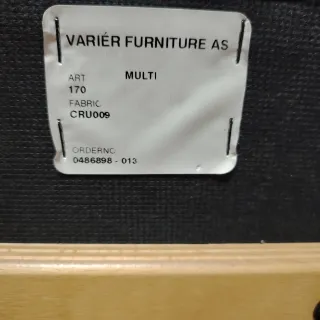 VARIÉR FURNITURE AS
ART MULTI
170
FABRIC
CRU009
ORDERNO
0486898 - 013